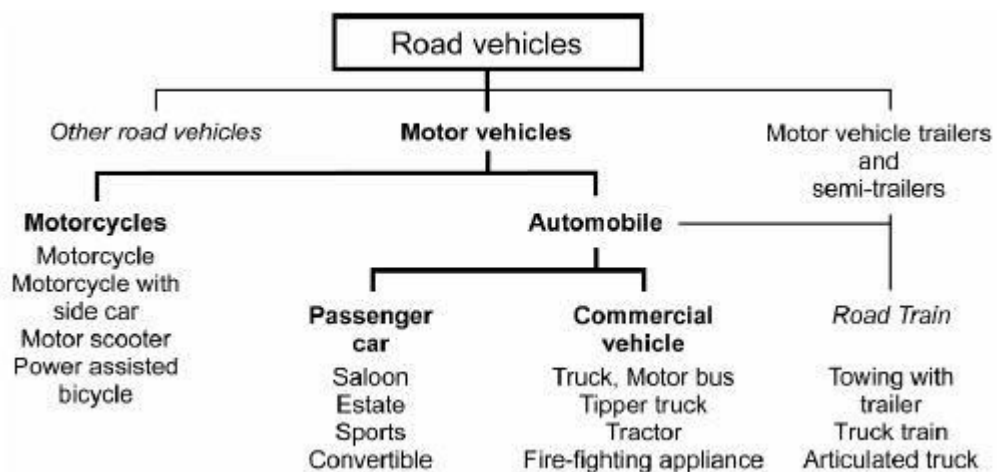 Road vehicles
Other road vehicles
Motor vehicles
Motor vehicle trailers
and
semi-trailers
Motorcycles
Motorcycle
Motorcycle with
side car
Motor scooter
Power assisted
bicycle
Automobile
Passenger
car
Saloon
Estate
Sports
Convertible
Commercial
vehicle
Truck, Motor bus
Tipper truck
Tractor
Fire-fighting appliance
Road Train
Towing with
trailer
Truck train
Articulated truck